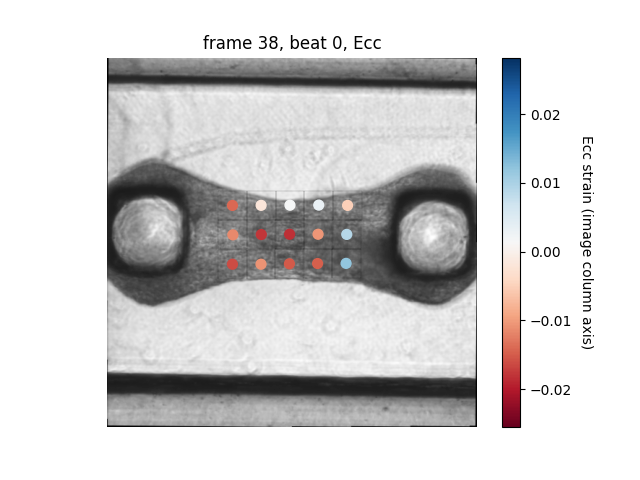 frame 38, beat 0, Ecc
0.02
0.01
0.00
−0.01
−0.02
Ecc strain (image column axis)